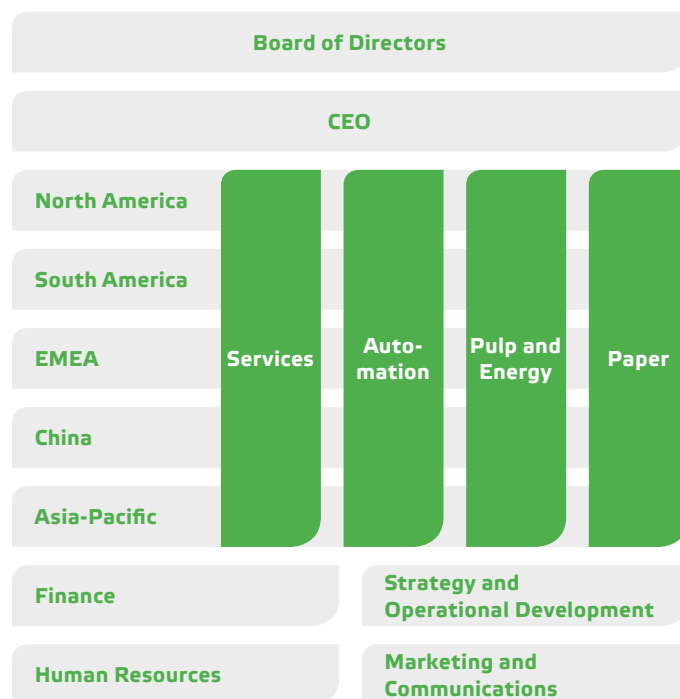 Board of Directors
CEO
North America
South America
EMEA
China
Asia-Pacific
Services
Auto-
mation
Pulp and
Energy
Paper
Finance
Strategy and
Operational Development
Human Resources
Marketing and
Communications